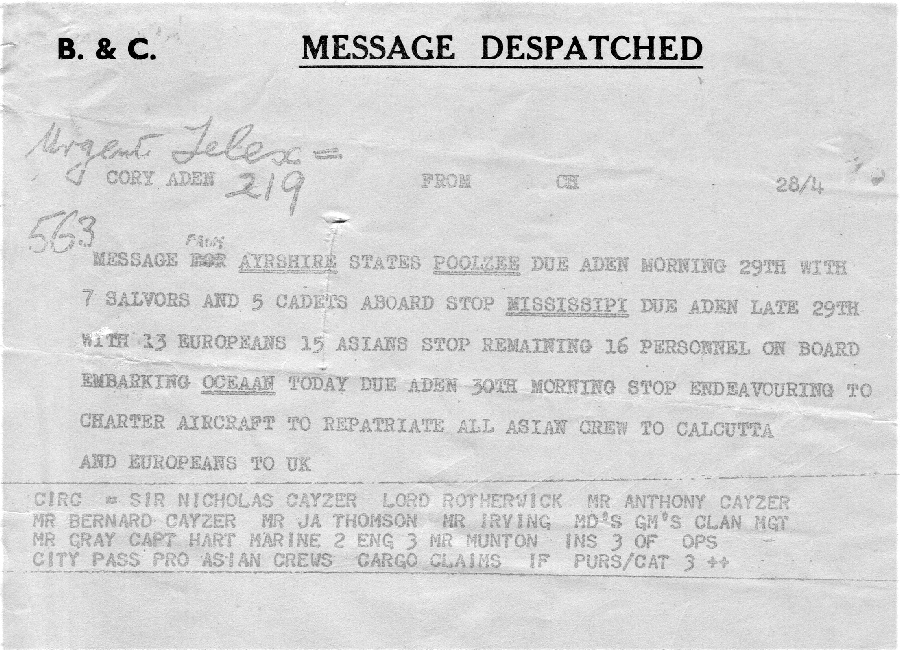 B. & C. MESSAGE DESPATCHED
Urgent Telex =
CORY ADEN 219 FROM CH 28/4
563
FROM
MESSAGE FOR AYRSHIRE STATES POOLZEE DUE ADEN MORNING 29TH WITH
7 SALVORS AND 5 CADETS ABOARD STOP MISSISSIPI DUE ADEN LATE 29TH
WITH 13 EUROPEANS 15 ASIANS STOP REMAINING 16 PERSONNEL ON BOARD
EMBARKING OCEAAN TODAY DUE ADEN 30TH MORNING STOP ENDEAVOURING TO
CHARTER AIRCRAFT TO REPATRIATE ALL ASIAN CREW TO CALCUTTA
AND EUROPEANS TO UK
CIRC = SIR NICHOLAS CAYZER LORD ROTHERWICK MR ANTHONY CAYZER
MR BERNARD CAYZER MR JA THOMSON MR IRVING MD'S GM'S CLAN MGT
MR GRAY CAPT HART MARINE 2 ENG 3 MR MUNTON INS 3 OF OPS
CITY PASS PRO ASIAN CREWS CARGO CLAIMS IF PURS/CAT 3 ++